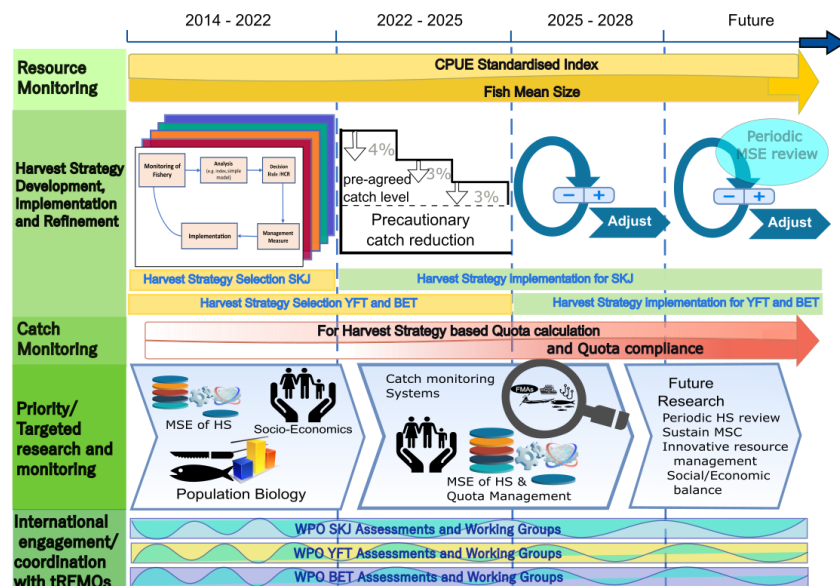 2014 - 2022
2022 - 2025
2025 - 2028
Future
Resource
Monitoring
CPUE Standardised Index
Fish Mean Size
Harvest Strategy
Development,
Implementation
and Refinement
Monitoring of
Fishery
Analysis
(e.g. index, simple
model)
Decision
Rule /HCR
Implementation
Management
Measure
4%
3%
3%
pre-agreed
catch level
Precautionary
catch reduction
− +
Adjust
Periodic
MSE review
− +
Adjust
Harvest Strategy Selection SKJ
Harvest Strategy Implementation for SKJ
Harvest Strategy Selection YFT and BET
Harvest Strategy Implementation for YFT and BET
Catch
Monitoring
For Harvest Strategy based Quota calculation
and Quota compliance
Priority/
Targeted
research and
monitoring
MSE of HS
Socio-Economics
Population Biology
Catch monitoring
Systems
FMAs
MSE of HS &
Quota Management
Future
Research
Periodic HS review
Sustain MSC
Innovative resource
management
Social/Economic
balance
International
engagement/
coordination
with tRFMOs
WPO SKJ Assessments and Working Groups
WPO YFT Assessments and Working Groups
WPO BET Assessments and Working Groups